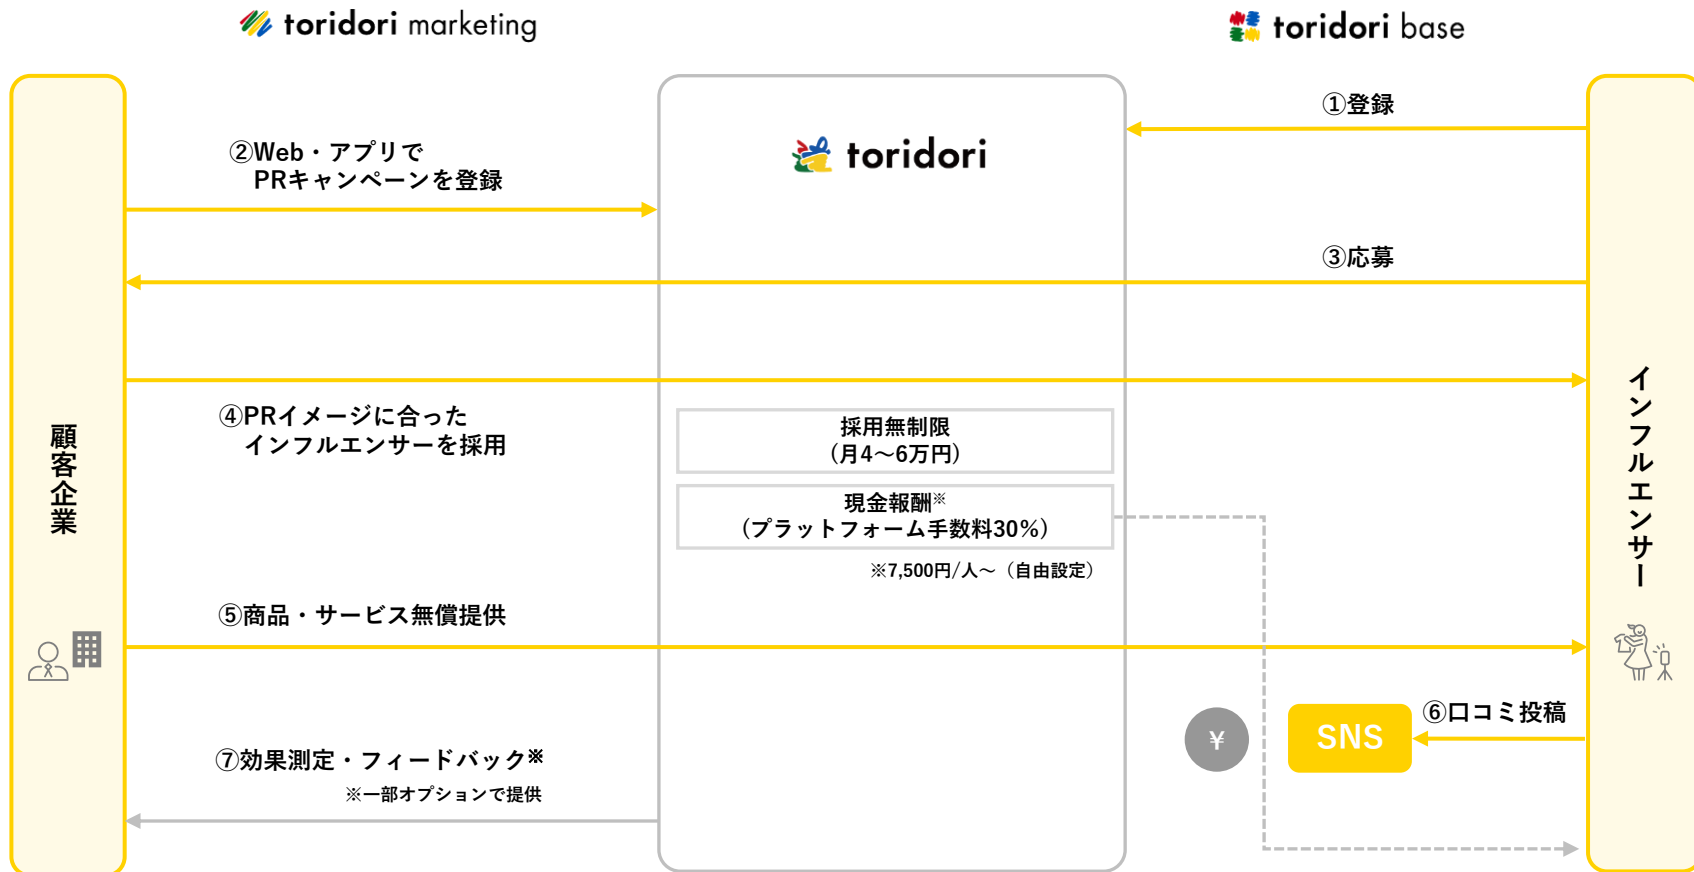 toridori marketing
toridori base
顧客企業
toridori
インフルエンサー
①登録
②Web・アプリで
PRキャンペーンを登録
③応募
④PRイメージに合った
インフルエンサーを採用
採用無制限
(月4～6万円)
現金報酬※
(プラットフォーム手数料30%)
※7,500円/人～（自由設定）
⑤商品・サービス無償提供
⑥口コミ投稿
SNS
¥
⑦効果測定・フィードバック※
※一部オプションで提供